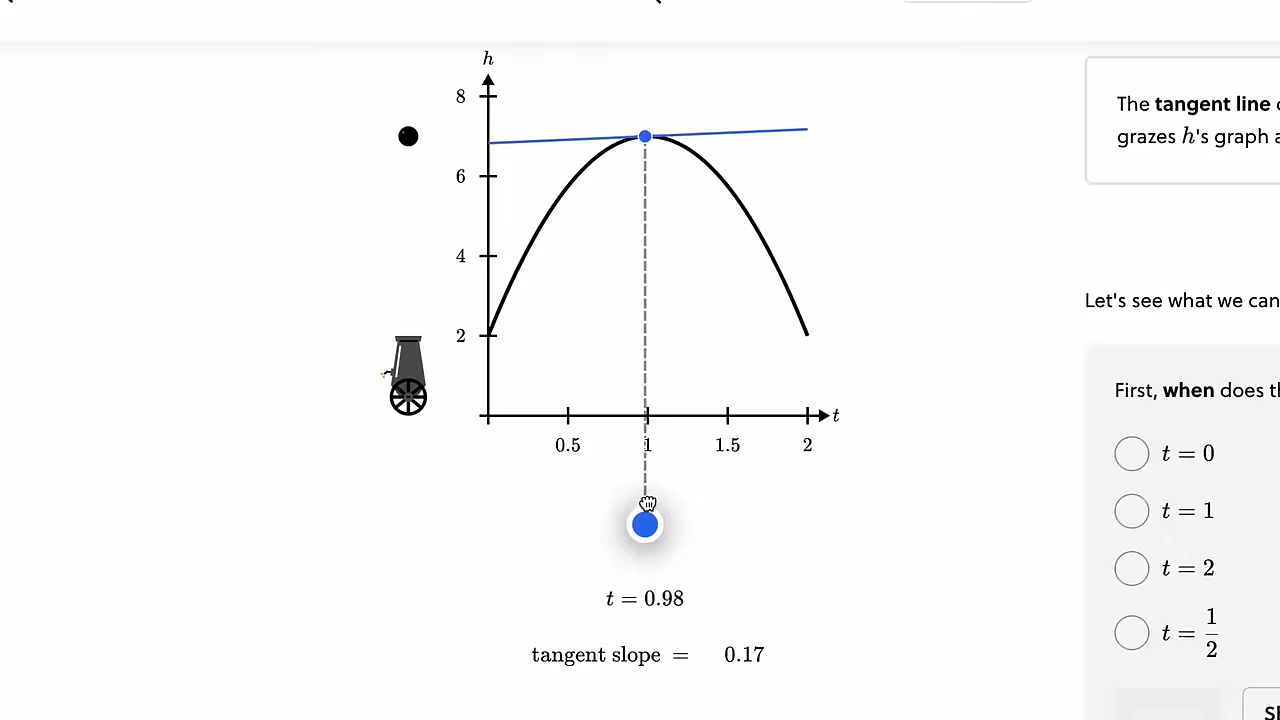 h
8
6
4
2
0.5 1 1.5 2 t
t = 0.98
tangent slope = 0.17
The tangent line
grazes h's graph
Let's see what we can
First, when does
t = 0
t = 1
t = 2
t = 1/2